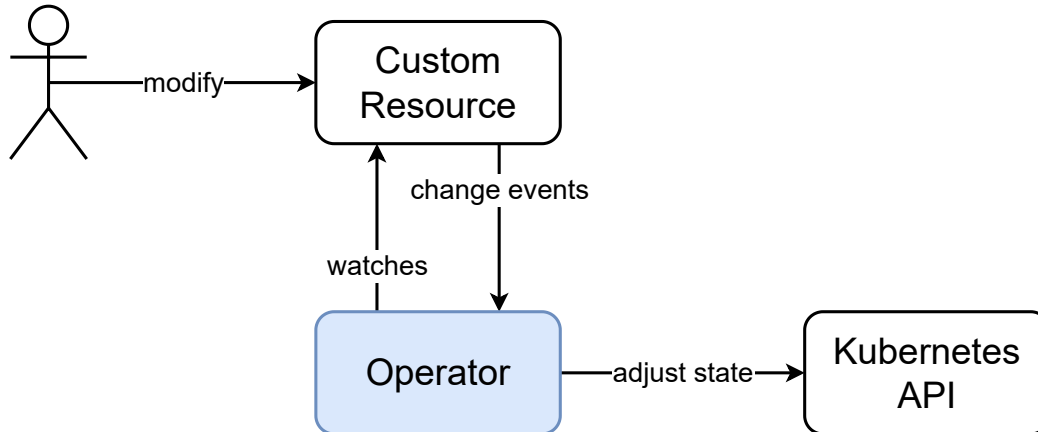 modify
Custom
Resource
change events
watches
Operator
adjust state
Kubernetes
API